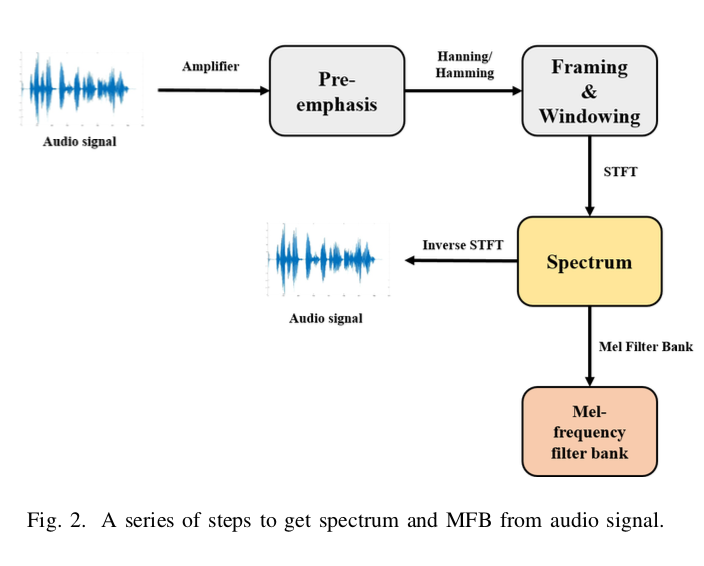 Amplifier
Audio signal
Pre-
emphasis
Hanning/
Hamming
Framing
&
Windowing
STFT
Spectrum
Inverse STFT
Audio signal
Mel Filter Bank
Mel-
frequency
filter bank
Fig. 2. A series of steps to get spectrum and MFB from audio signal.